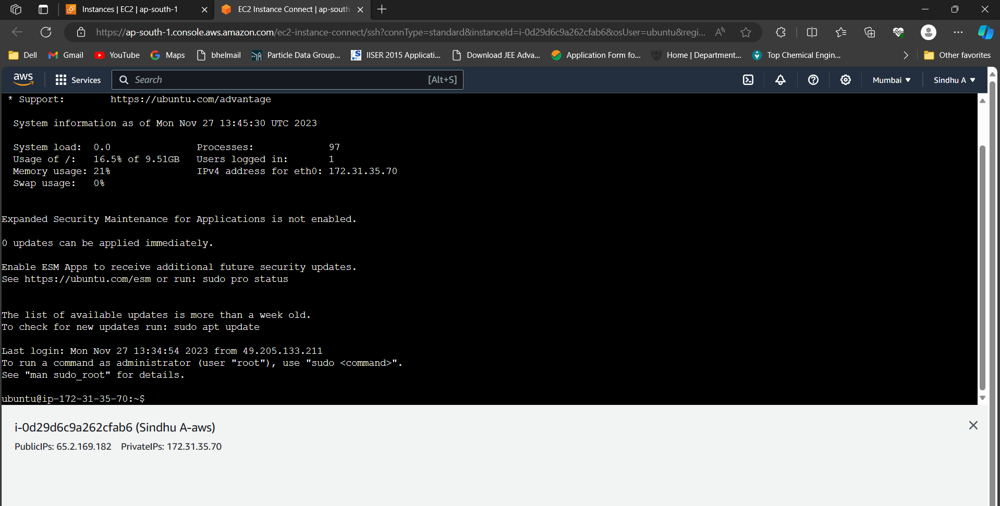 Instances | EC2 | ap-south-1
EC2 Instance Connect | ap-south-
https://ap-south-1.console.aws.amazon.com/ec2-instance-connect/ssh?connType=standard&instanceId=i-0d29d6c9a262cfab6&osUser=ubuntu&regi...
Dell
Gmail
YouTube
Maps
bhelmail
Particle Data Group...
IISER 2015 Applicati...
Download JEE Adva...
Application Form fo...
Home | Department...
Top Chemical Engin...
Other favorites
aws
Services
Search
[Alt+S]
Mumbai
Sindhu A
* Support: https://ubuntu.com/advantage
System information as of Mon Nov 27 13:45:30 UTC 2023
System load: 0.0 Processes: 97
Usage of /: 16.5% of 9.51GB Users logged in: 1
Memory usage: 21% IPv4 address for eth0: 172.31.35.70
Swap usage: 0%
Expanded Security Maintenance for Applications is not enabled.
0 updates can be applied immediately.
Enable ESM Apps to receive additional future security updates.
See https://ubuntu.com/esm or run: sudo pro status
The list of available updates is more than a week old.
To check for new updates run: sudo apt update
Last login: Mon Nov 27 13:34:54 2023 from 49.205.133.211
To run a command as administrator (user "root"), use "sudo <command>".
See "man sudo_root" for details.
ubuntu@ip-172-31-35-70:~$
i-0d29d6c9a262cfab6 (Sindhu A-aws)
PublicIPs: 65.2.169.182 PrivateIPs: 172.31.35.70